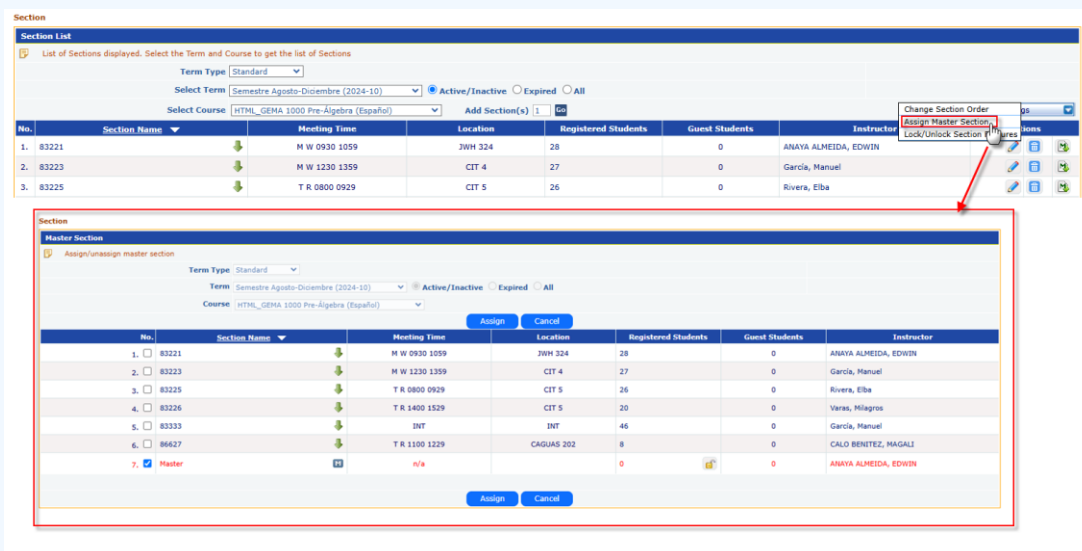 Section
Section List
List of Sections displayed. Select the Term and Course to get the list of Sections
Term Type Standard
Select Term Semestre Agosto-Diciembre (2024-10) Active/Inactive Expired All
Select Course HTML_GEMA 1000 Pre-Álgebra (Español) Add Section(s) 1 Go
Change Section Order
Assign Master Section
Lock/Unlock Section
No. Section Name Meeting Time Location Registered Students Guest Students Instructor
1. 83221 M W 0930 1059 JWH 324 28 0 ANAYA ALMEIDA, EDWIN
2. 83223 M W 1230 1359 CIT 4 27 0 García, Manuel
3. 83225 T R 0800 0929 CIT 5 26 0 Rivera, Elba
Section
Master Section
Assign/unassign master section
Term Type Standard
Term Semestre Agosto-Diciembre (2024-10) Active/Inactive Expired All
Course HTML_GEMA 1000 Pre-Álgebra (Español)
Assign Cancel
No. Section Name Meeting Time Location Registered Students Guest Students Instructor
1. 83221 M W 0930 1059 JWH 324 28 0 ANAYA ALMEIDA, EDWIN
2. 83223 M W 1230 1359 CIT 4 27 0 García, Manuel
3. 83225 T R 0800 0929 CIT 5 26 0 Rivera, Elba
4. 83226 T R 1400 1529 CIT 5 20 0 Varas, Milagros
5. 83333 INT INT 46 0 García, Manuel
6. 86627 T R 1100 1229 CAGUAS 202 8 0 CALO BENITEZ, MAGALI
7. Master M n/a 0 0 ANAYA ALMEIDA, EDWIN
Assign Cancel